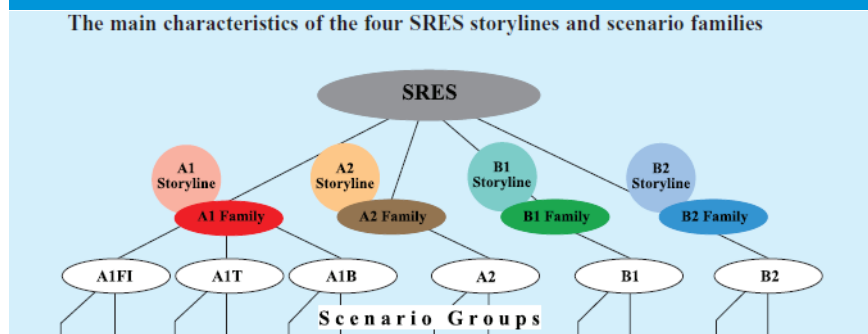 The main characteristics of the four SRES storylines and scenario families
SRES
A1
Storyline
A2
Storyline
B1
Storyline
B2
Storyline
A1 Family
A2 Family
B1 Family
B2 Family
A1FI
A1T
A1B
A2
B1
B2
Scenario Groups